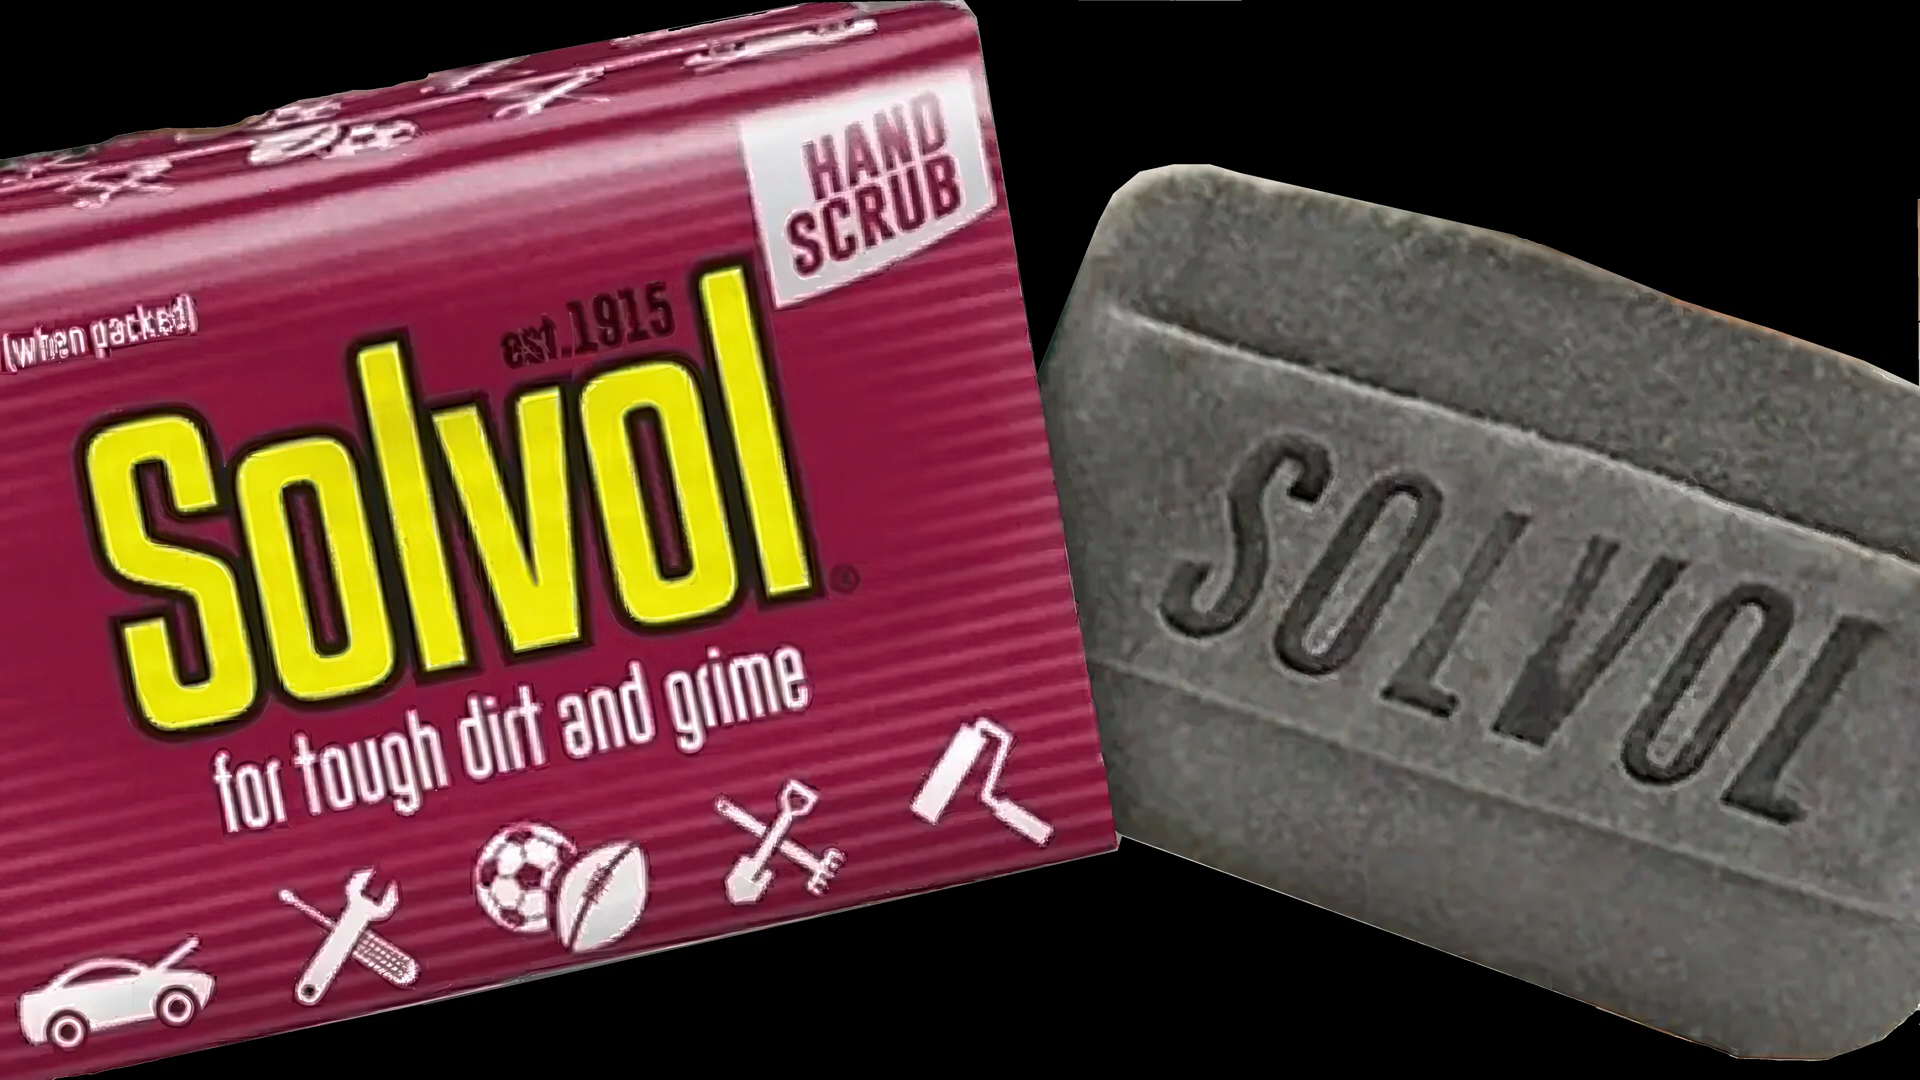 HAND
SCRUB
(when packed)
est.1915
Solvol®
for tough dirt and grime
SOLVOL